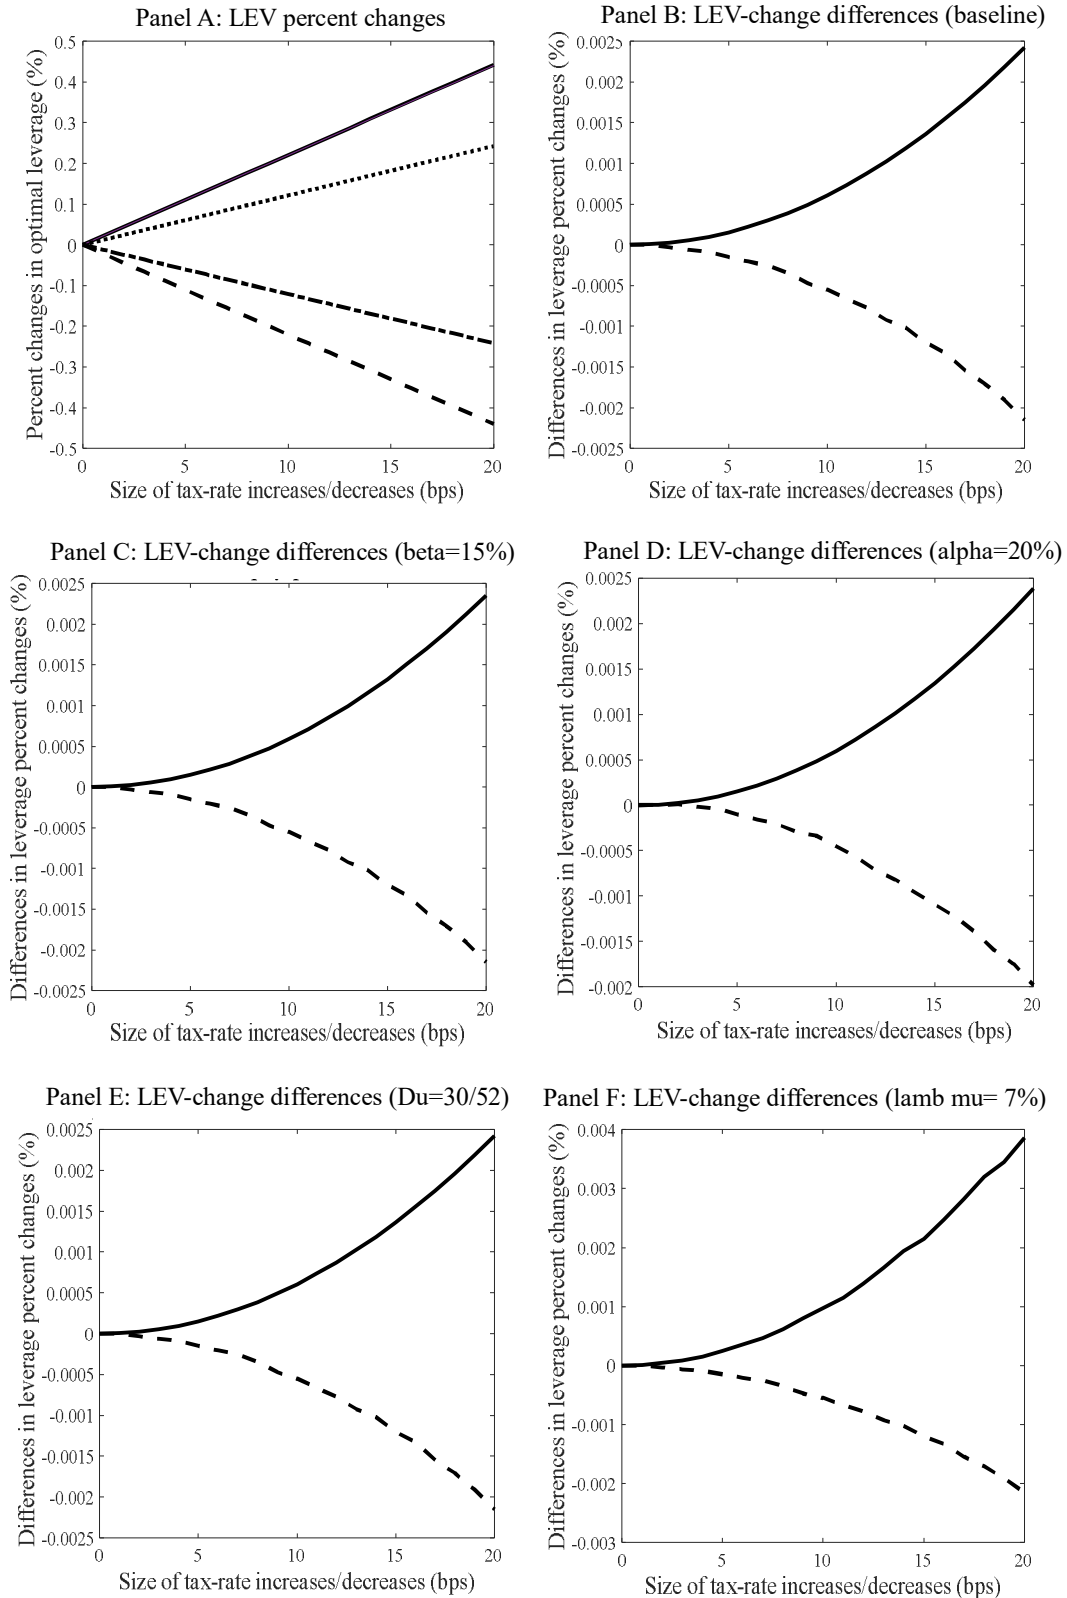 Panel A: LEV percent changes
Percent changes in optimal leverage (%)
0.5
0.4
0.3
0.2
0.1
0
-0.1
-0.2
-0.3
-0.4
-0.5
0 5 10 15 20
Size of tax-rate increases/decreases (bps)
Panel B: LEV-change differences (baseline)
Differences in leverage percent changes (%)
0.0025
0.002
0.0015
0.001
0.0005
0
-0.0005
-0.001
-0.0015
-0.002
-0.0025
0 5 10 15 20
Size of tax-rate increases/decreases (bps)
Panel C: LEV-change differences (beta=15%)
Differences in leverage percent changes (%)
0.0025
0.002
0.0015
0.001
0.0005
0
-0.0005
-0.001
-0.0015
-0.002
-0.0025
0 5 10 15 20
Size of tax-rate increases/decreases (bps)
Panel D: LEV-change differences (alpha=20%)
Differences in leverage percent changes (%)
0.0025
0.002
0.0015
0.001
0.0005
0
-0.0005
-0.001
-0.0015
-0.002
0 5 10 15 20
Size of tax-rate increases/decreases (bps)
Panel E: LEV-change differences (Du=30/52)
Differences in leverage percent changes (%)
0.0025
0.002
0.0015
0.001
0.0005
0
-0.0005
-0.001
-0.0015
-0.002
-0.0025
0 5 10 15 20
Size of tax-rate increases/decreases (bps)
Panel F: LEV-change differences (lamb mu= 7%)
Differences in leverage percent changes (%)
0.004
0.003
0.002
0.001
0
-0.001
-0.002
-0.003
0 5 10 15 20
Size of tax-rate increases/decreases (bps)